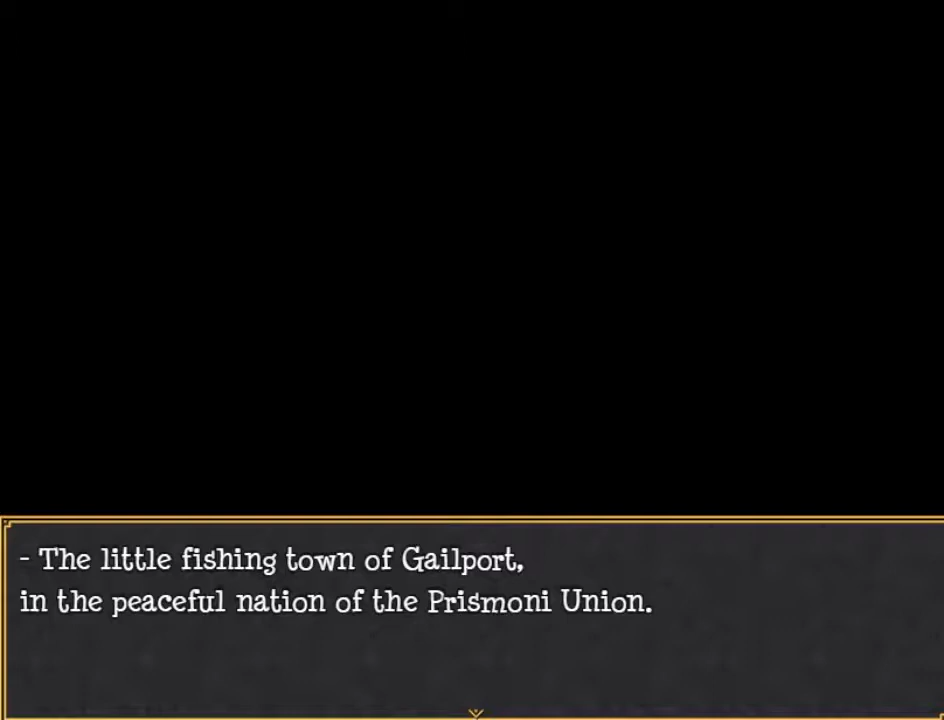 - The little fishing town of Gailport,
in the peaceful nation of the Prismoni Union.